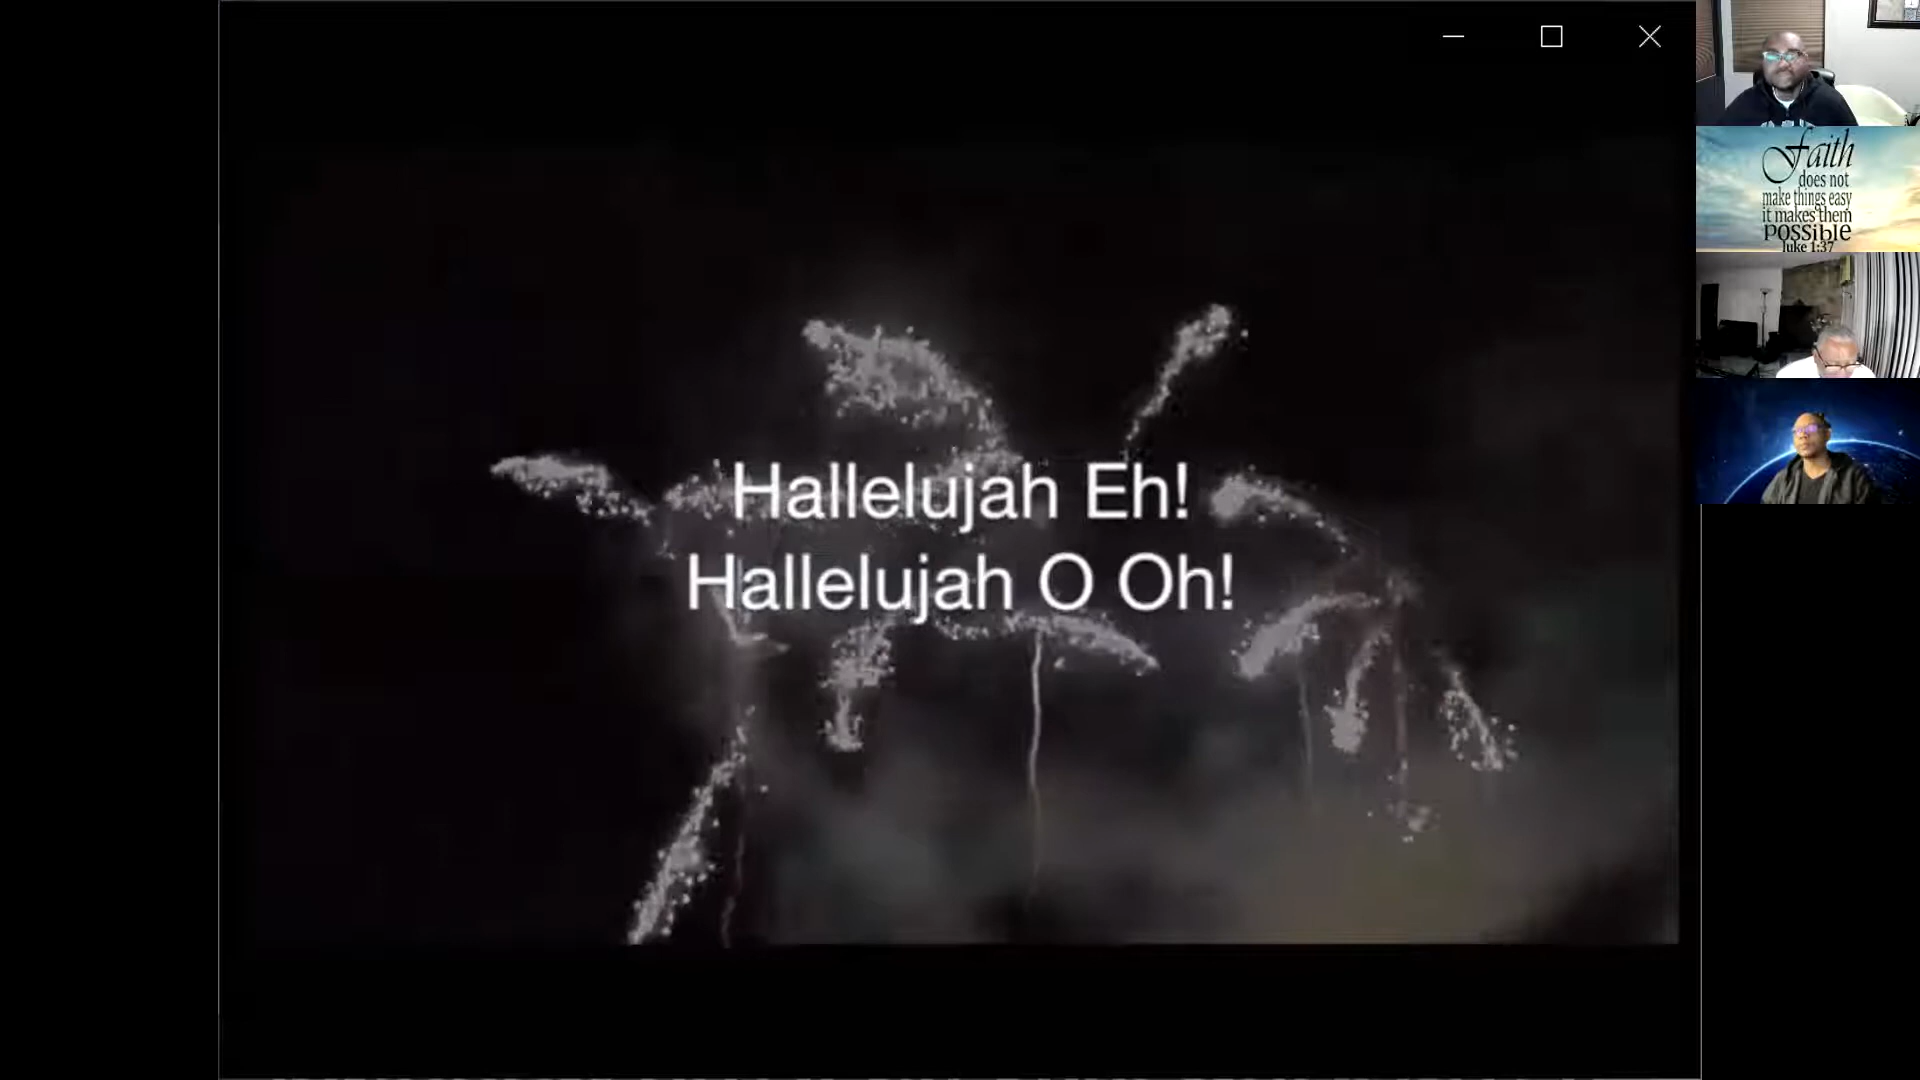 Hallelujah Eh!
Hallelujah O Oh!
Faith
does not
make things easy
it makes them
possible
luke 1:37